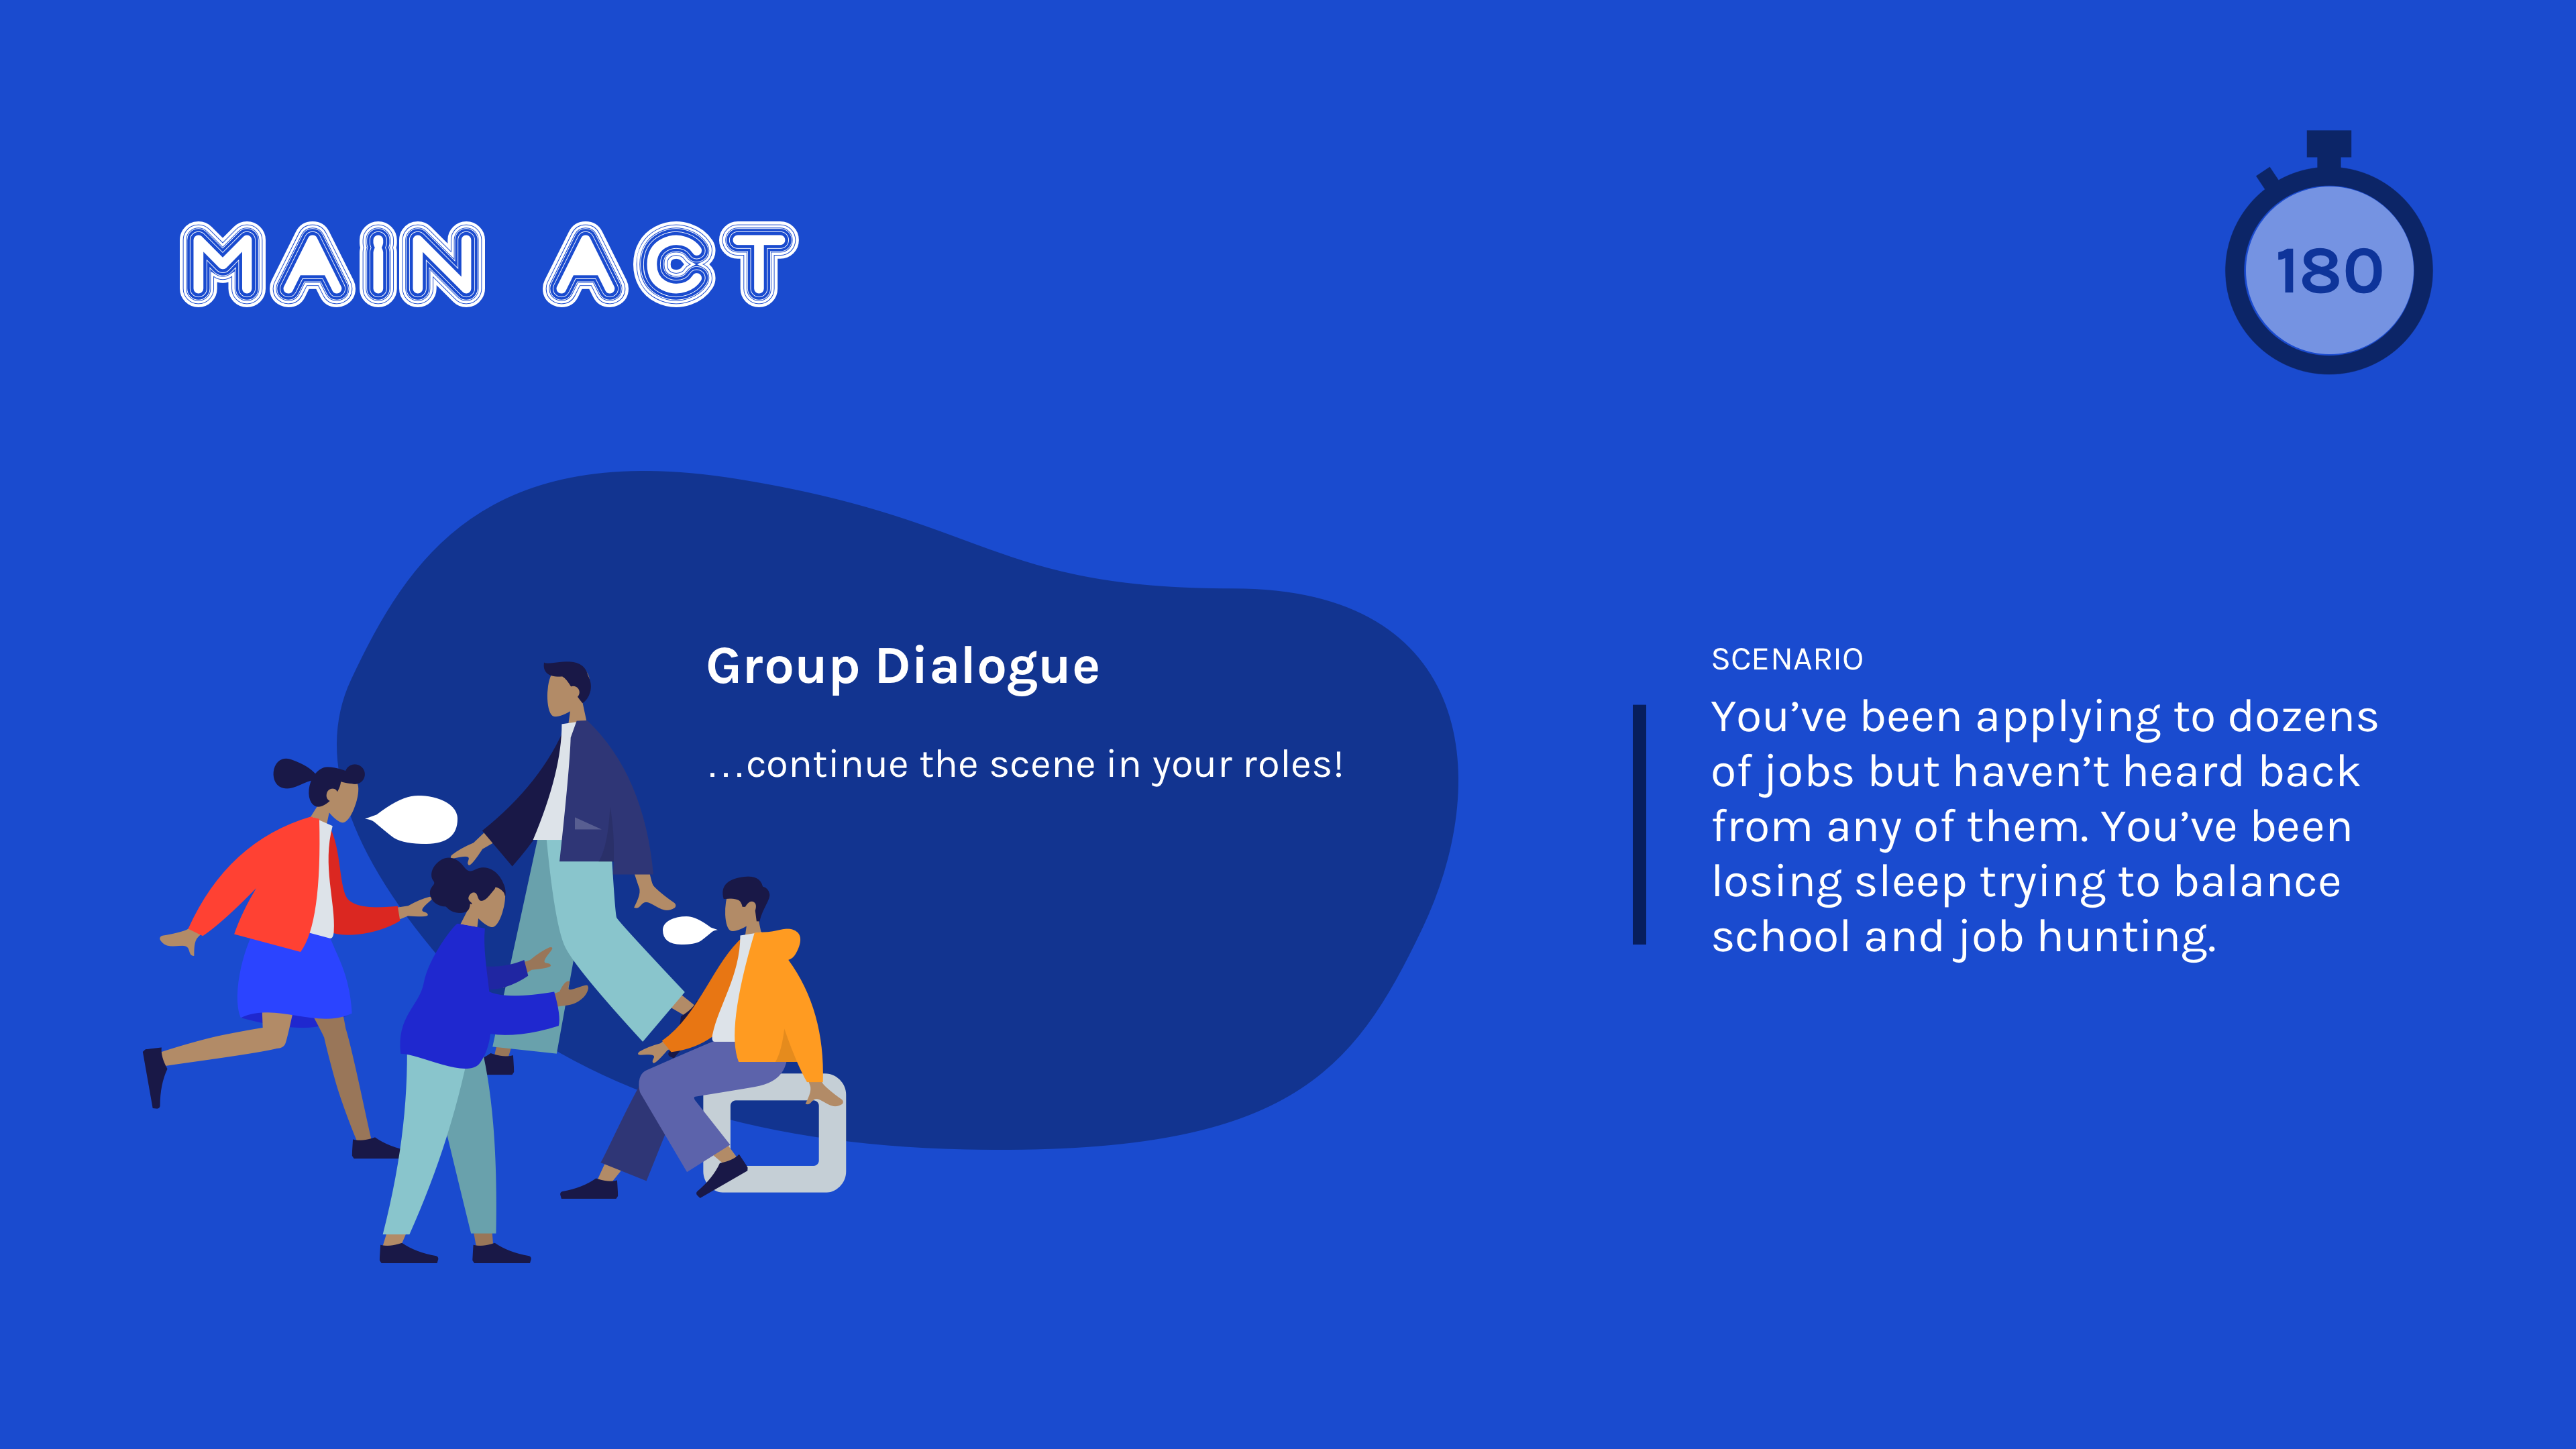 MAIN ACT
180
Group Dialogue
...continue the scene in your roles!
SCENARIO
You’ve been applying to dozens
of jobs but haven’t heard back
from any of them. You’ve been
losing sleep trying to balance
school and job hunting.